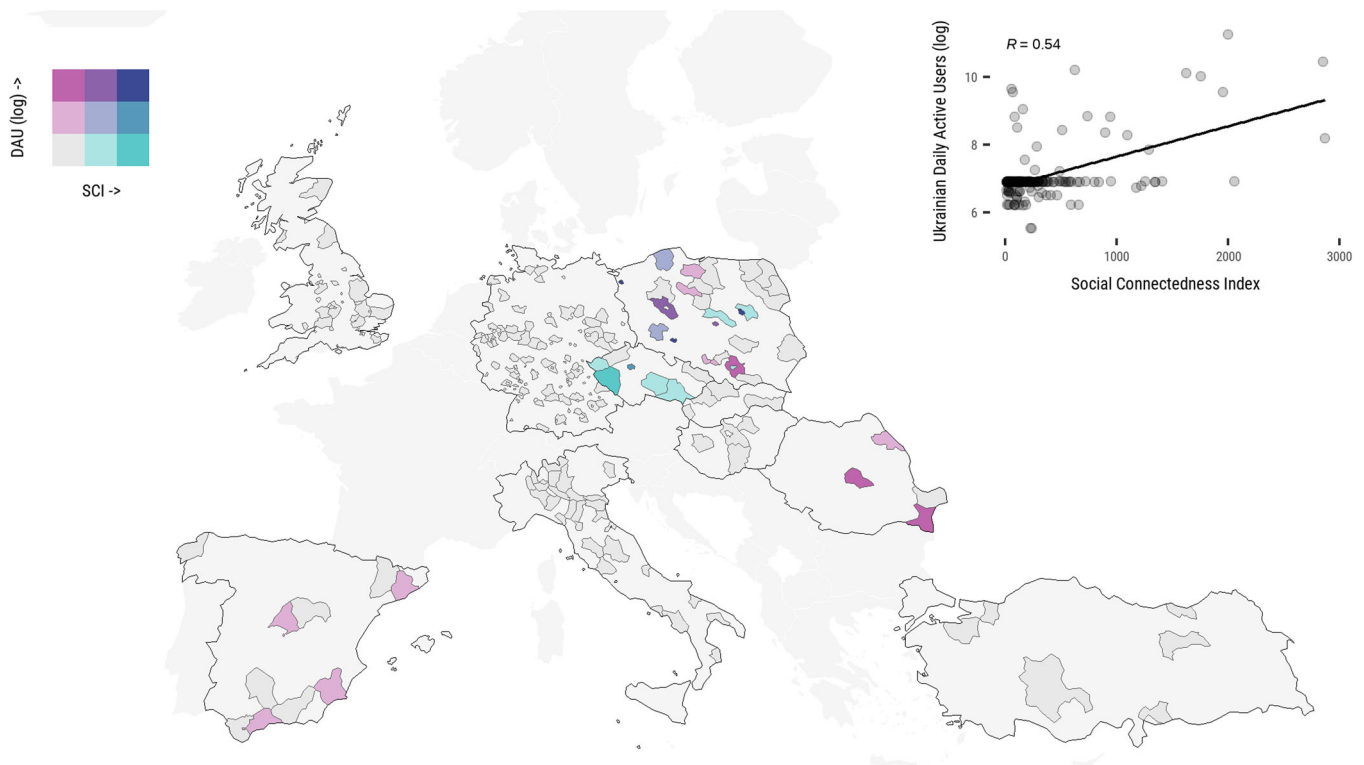 DAU (log) ->
SCI ->
R = 0.54
Ukrainian Daily Active Users (log)
10
8
6
0
1000
2000
3000
Social Connectedness Index